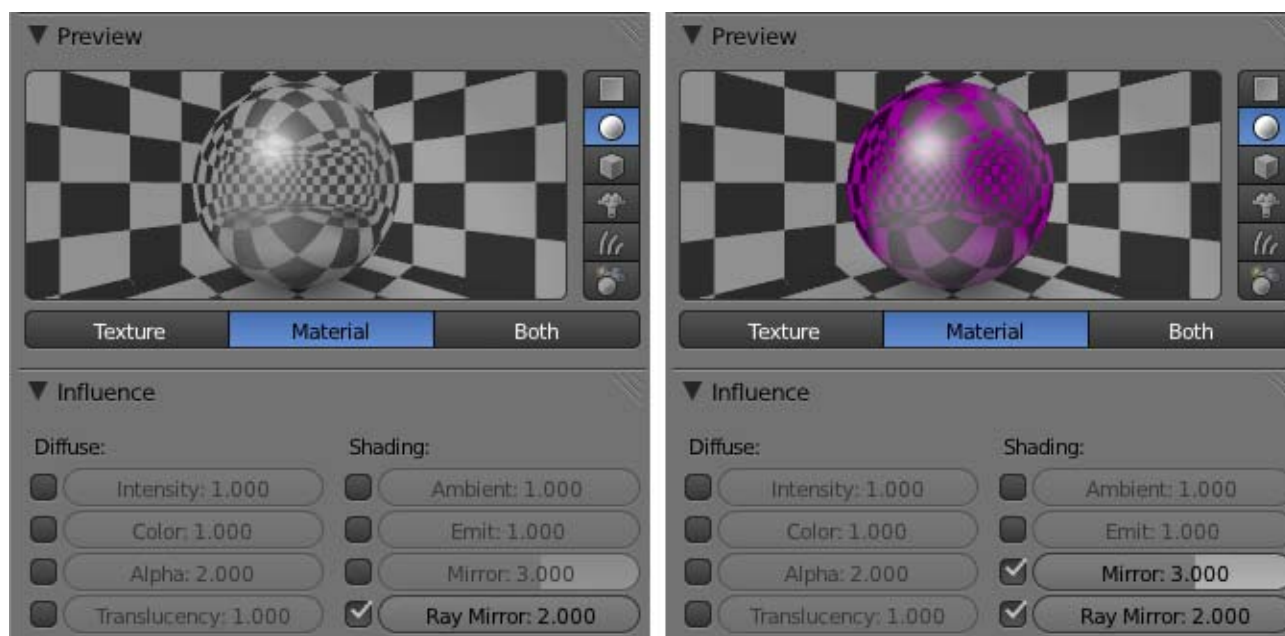 Preview
Texture Material Both
Influence
Diffuse: Shading:
Intensity: 1.000 Ambient: 1.000
Color: 1.000 Emit: 1.000
Alpha: 2.000 Mirror: 3.000
Translucency: 1.000 Ray Mirror: 2.000
Preview
Texture Material Both
Influence
Diffuse: Shading:
Intensity: 1.000 Ambient: 1.000
Color: 1.000 Emit: 1.000
Alpha: 2.000 Mirror: 3.000
Translucency: 1.000 Ray Mirror: 2.000